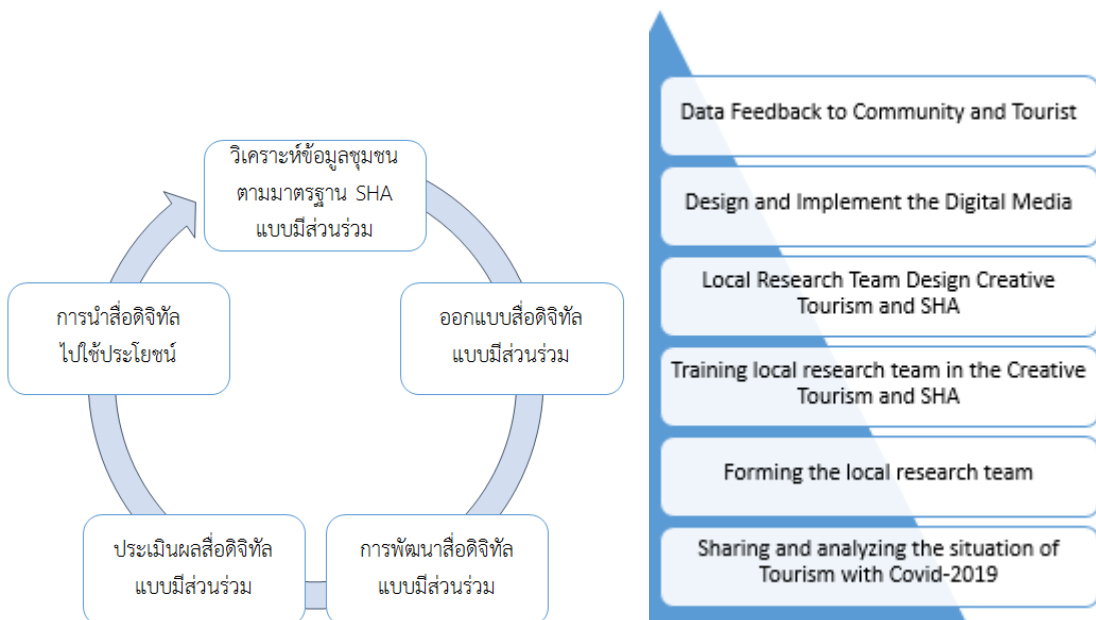 วิเคราะห์ข้อมูลชุมชน
ตามมาตรฐาน SHA
แบบมีส่วนร่วม
ออกแบบสื่อดิจิทัล
แบบมีส่วนร่วม
การพัฒนาสื่อดิจิทัล
แบบมีส่วนร่วม
ประเมินผลสื่อดิจิทัล
แบบมีส่วนร่วม
การนำสื่อดิจิทัล
ไปใช้ประโยชน์
Data Feedback to Community and Tourist
Design and Implement the Digital Media
Local Research Team Design Creative
Tourism and SHA
Training local research team in the Creative
Tourism and SHA
Forming the local research team
Sharing and analyzing the situation of
Tourism with Covid-2019